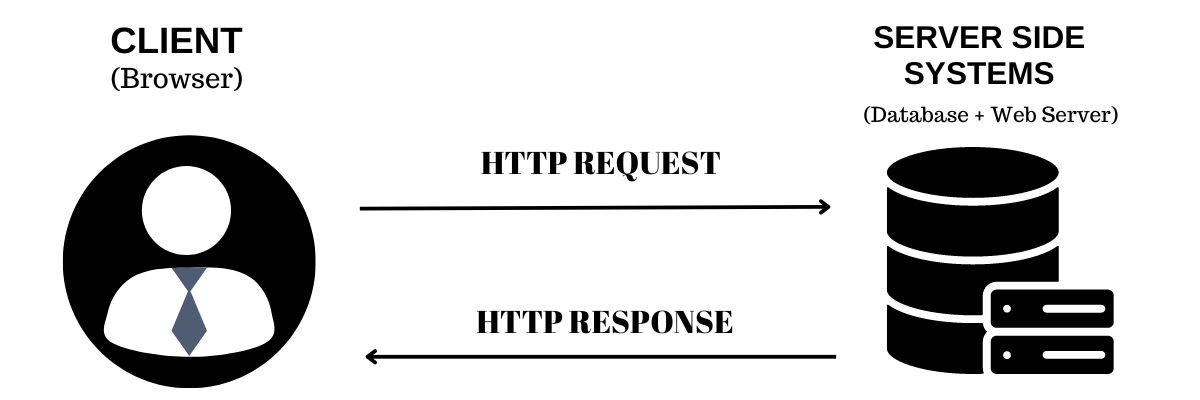 CLIENT
(Browser)
SERVER SIDE
SYSTEMS
(Database + Web Server)
HTTP REQUEST
HTTP RESPONSE